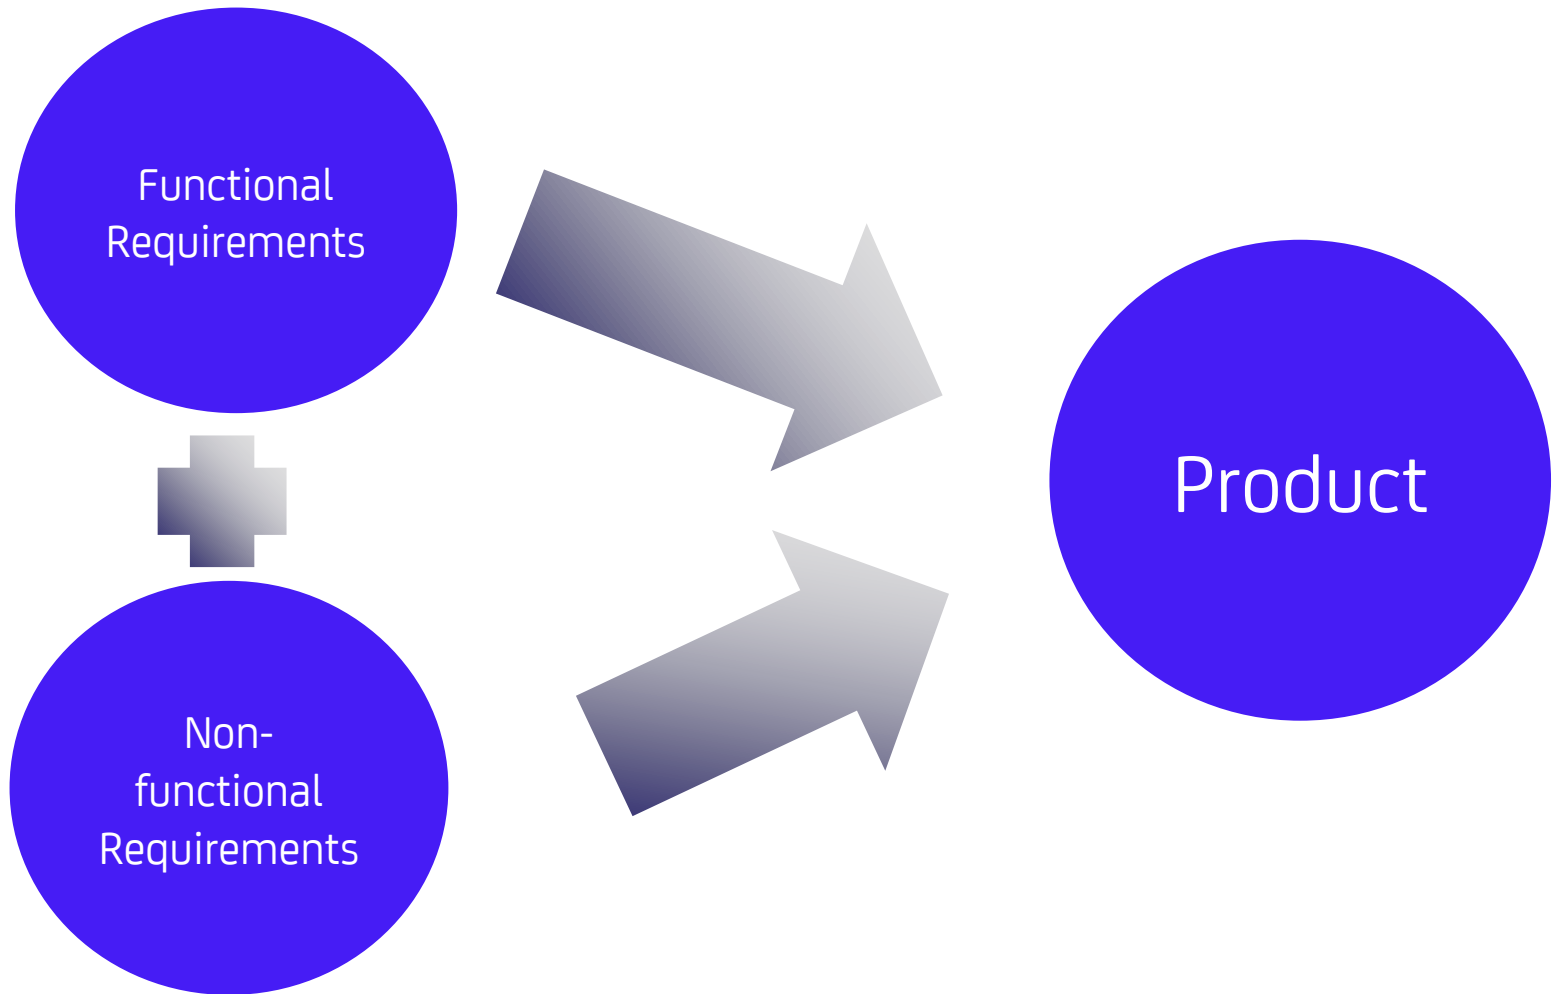 Functional
Requirements
Non-
functional
Requirements
Product